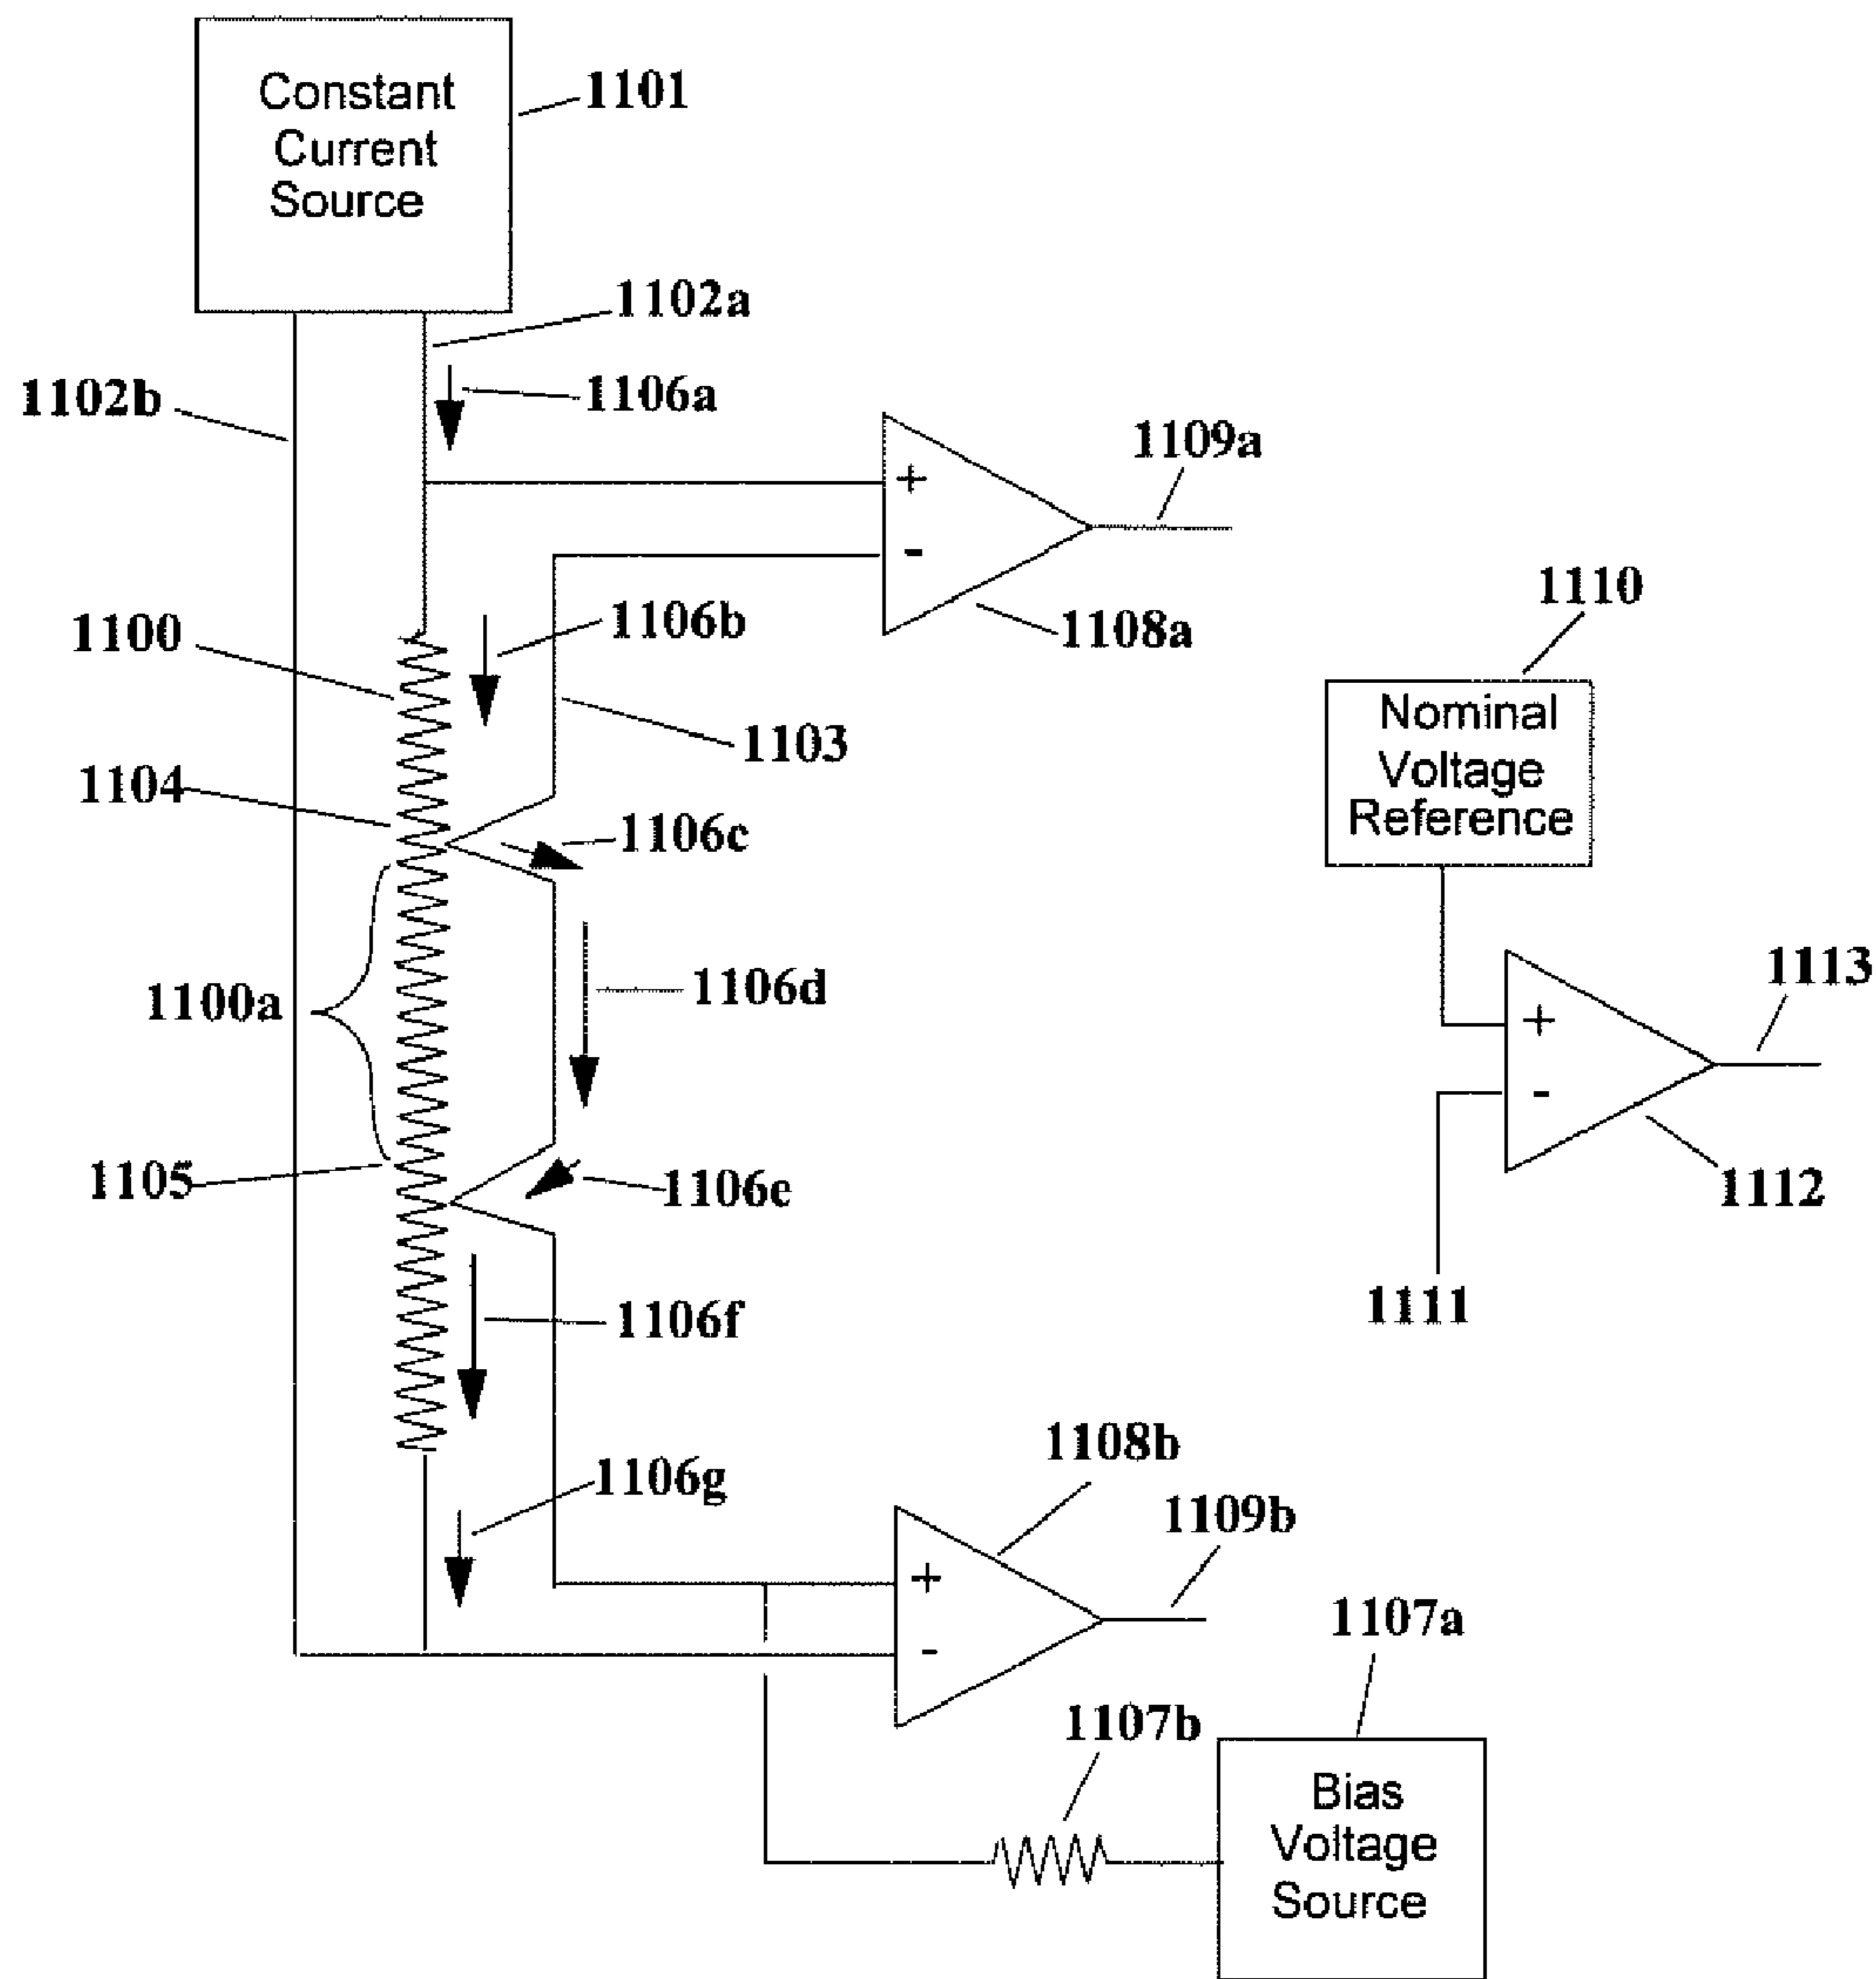 Constant
Current
Source
1101
1102a
1102b
1106a
1109a
+
-
1108a
1110
1100
1106b
1103
Nominal
Voltage
Reference
1104
1106c
1100a
1106d
1113
+
-
1105
1106e
1112
1111
1106f
1108b
1106g
1109b
+
-
1107a
1107b
Bias
Voltage
Source